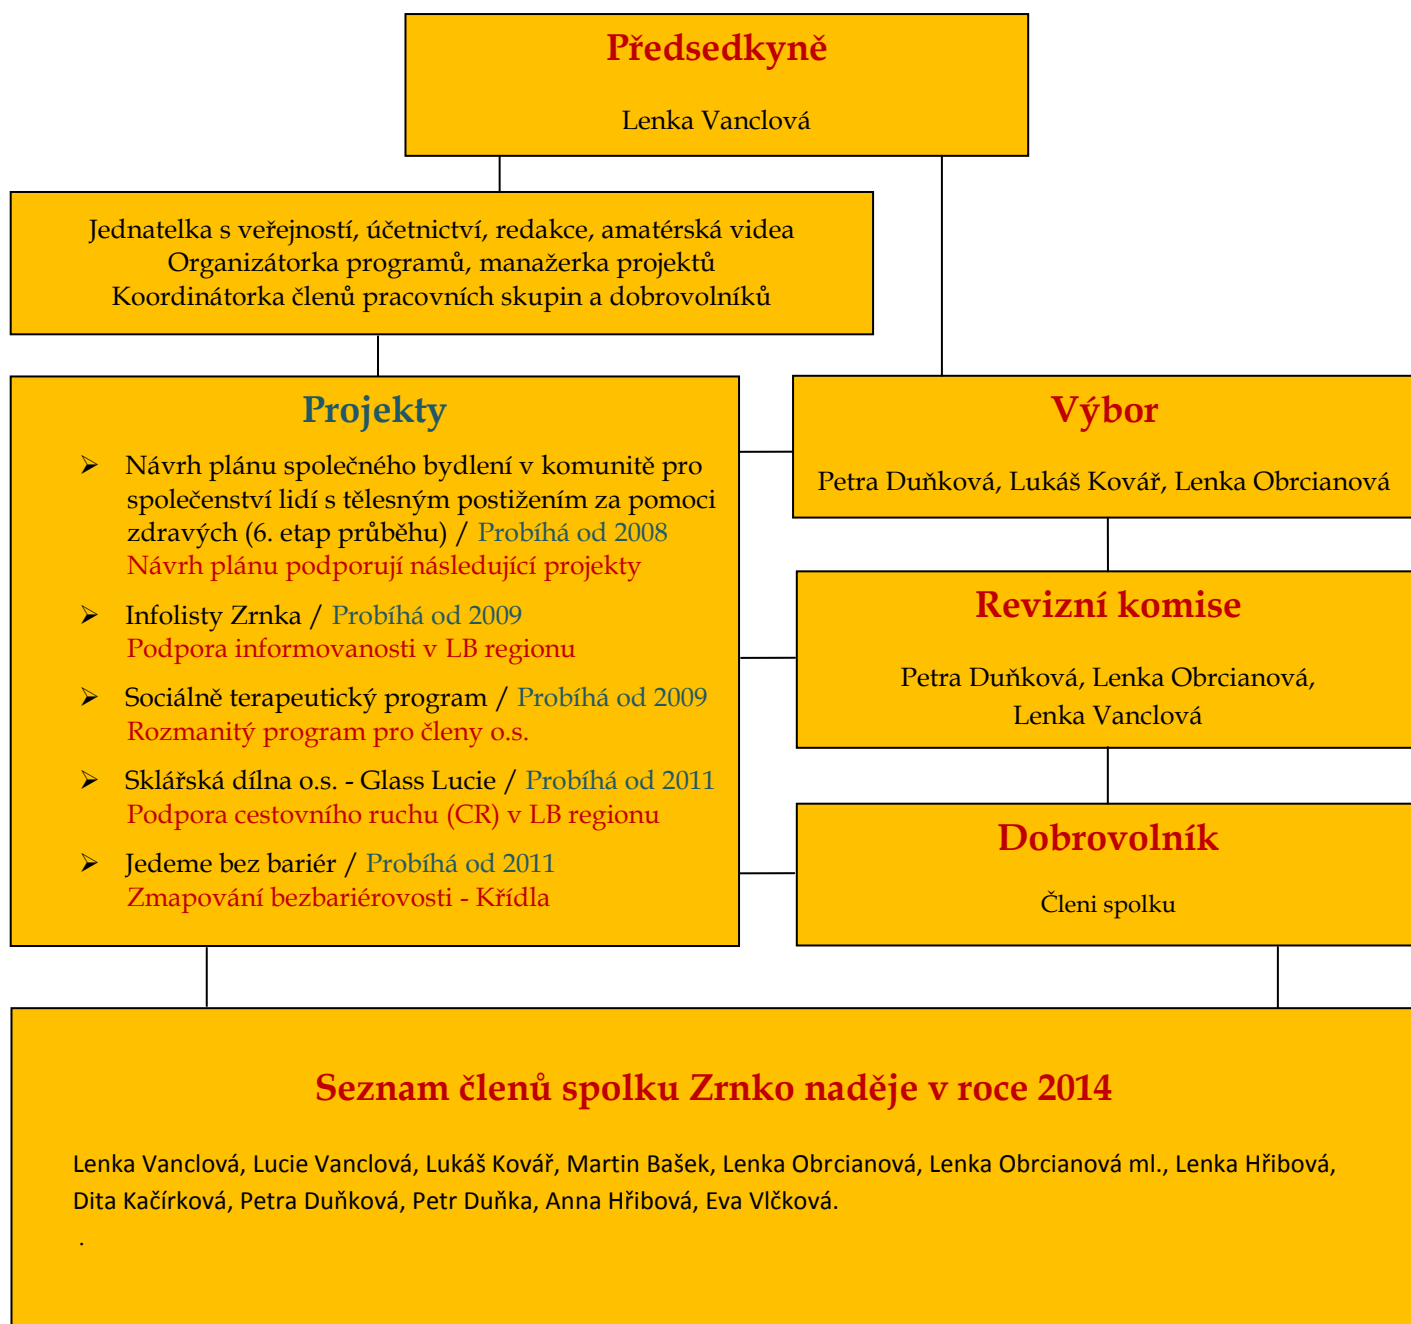 Předsedkyně
Lenka Vanclová
Jednatelka s veřejností, účetnictví, redakce, amatérská videa
Organizátorka programů, manažerka projektů
Koordinátorka členů pracovních skupin a dobrovolníků
Projekty
➢ Návrh plánu společného bydlení v komunitě pro
společenství lidí s tělesným postižením za pomoci
zdravých (6. etap průběhu) / Probíhá od 2008
Návrh plánu podporují následující projekty
➢ Infolisty Zrnka / Probíhá od 2009
Podpora informovanosti v LB regionu
➢ Sociálně terapeutický program / Probíhá od 2009
Rozmanitý program pro členy o.s.
➢ Sklářská dílna o.s. - Glass Lucie / Probíhá od 2011
Podpora cestovního ruchu (CR) v LB regionu
➢ Jedeme bez bariér / Probíhá od 2011
Zmapování bezbariérovosti - Křídla
Výbor
Petra Duňková, Lukáš Kovář, Lenka Obrcianová
Revizní komise
Petra Duňková, Lenka Obrcianová,
Lenka Vanclová
Dobrovolník
Členi spolku
Seznam členů spolku Zrnko naděje v roce 2014
Lenka Vanclová, Lucie Vanclová, Lukáš Kovář, Martin Bašek, Lenka Obrcianová, Lenka Obrcianová ml., Lenka Hřibová,
Dita Kačírková, Petra Duňková, Petr Duňka, Anna Hřibová, Eva Vlčková.
.